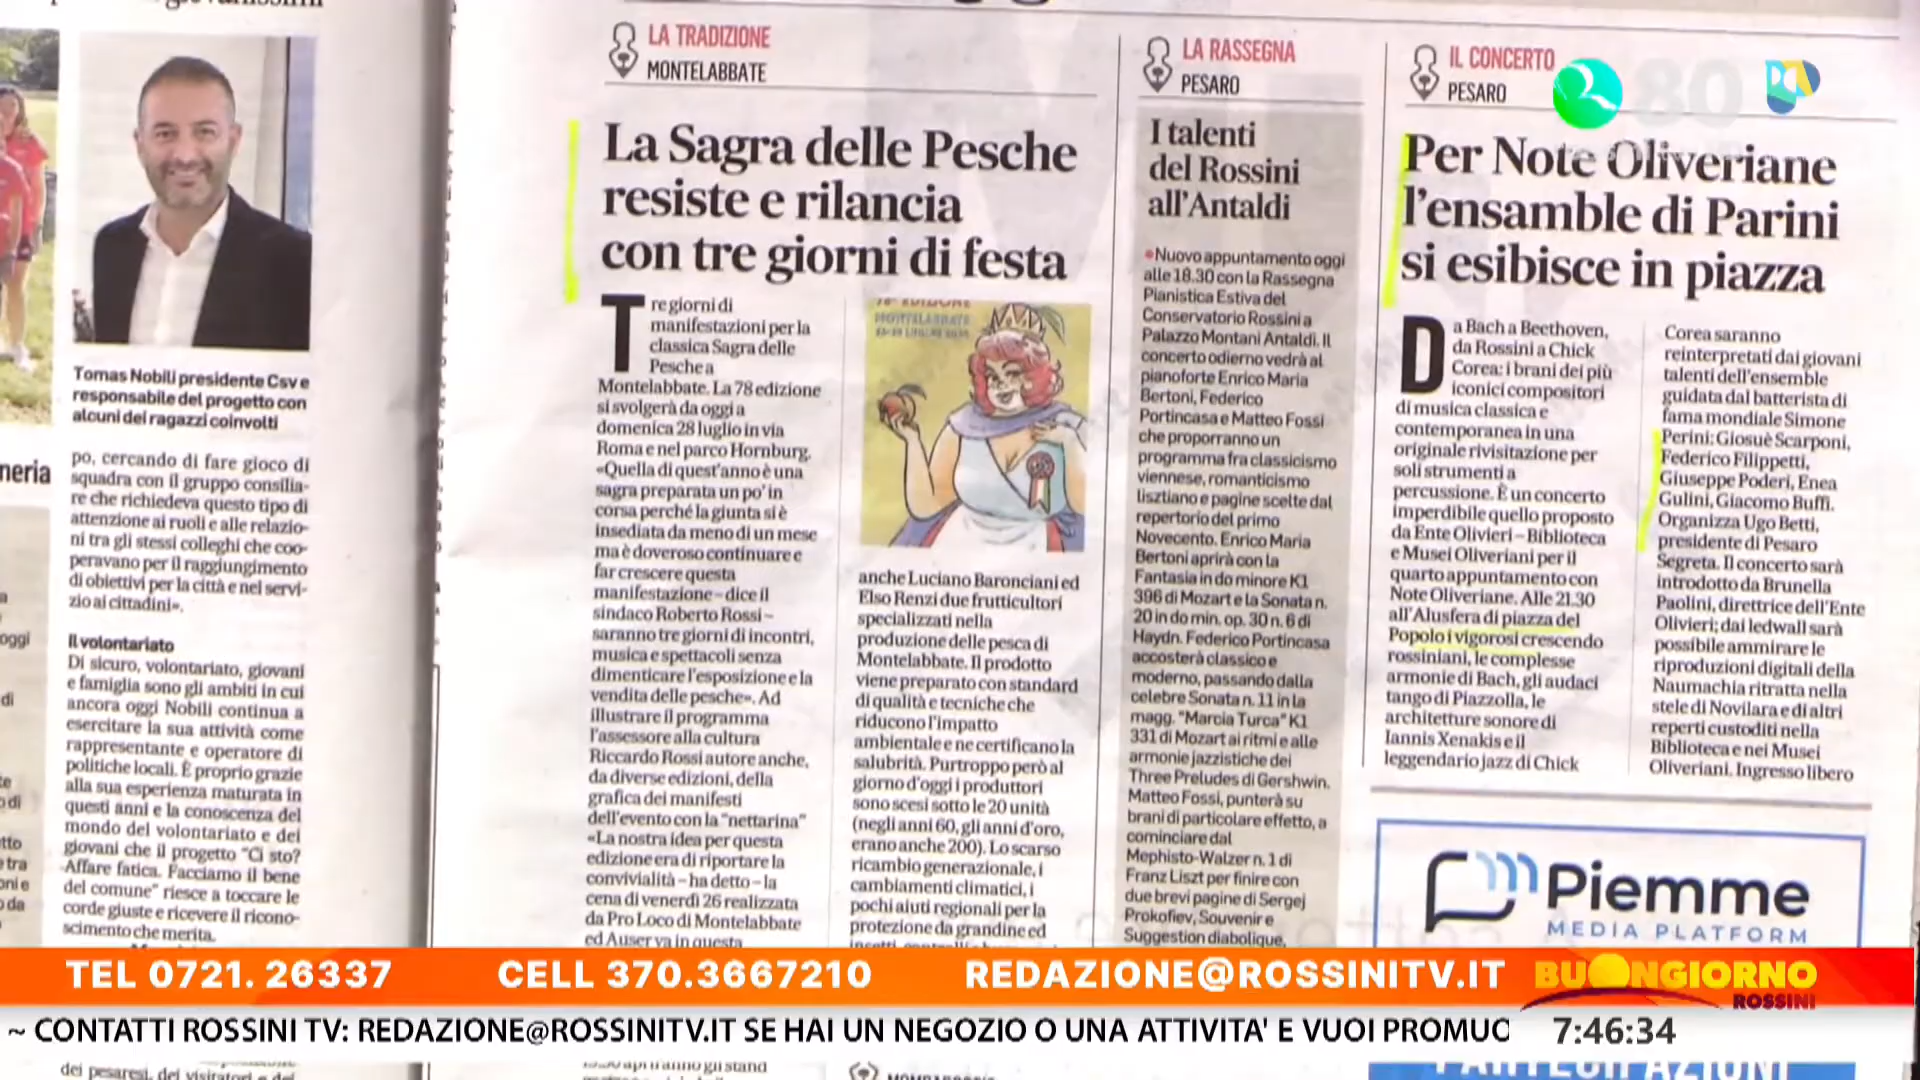 Tomas Nobili presidente Csv e
responsabile del progetto con
alcuni dei ragazzi coinvolti
po, cercando di fare gioco di
squadra con il gruppo consilia-
re che richiedeva questo tipo di
attenzione ai ruoli e alle relazio-
ni tra gli stessi colleghi che coo-
peravano per il raggiungimento
di obiettivi per la città e nel servi-
zio ai cittadini».
Il volontariato
Di sicuro, volontariato, giovani
e famiglia sono gli ambiti in cui
ancora oggi Nobili continua a
esercitare la sua attività come
rappresentante e operatore di
politiche locali. È proprio grazie
alla sua esperienza maturata in
questi anni e la conoscenza del
mondo del volontariato e dei
giovani che il progetto "Ci sto?
Affare fatica. Facciamo il bene
del comune" riesce a toccare le
corde giuste e ricevere il ricono-
scimento che merita.
neria
oggi
LA TRADIZIONE
MONTELABBATE
La Sagra delle Pesche
resiste e rilancia
con tre giorni di festa
Tre giorni di
manifestazioni per la
classica Sagra delle
Pesche a
Montelabbate. La 78 edizione
si svolgerà da oggi a
domenica 28 luglio in via
Roma e nel parco Hornburg.
«Quella di quest'anno è una
sagra preparata un po' in
corsa perché la giunta si è
insediata da meno di un mese
ma è doveroso continuare e
far crescere questa
manifestazione – dice il
sindaco Roberto Rossi –
saranno tre giorni di incontri,
musica e spettacoli senza
dimenticare l'esposizione e la
vendita delle pesche». Ad
illustrare il programma
l'assessore alla cultura
Riccardo Rossi autore anche,
da diverse edizioni, della
grafica dei manifesti
dell'evento con la "nettarina"
«La nostra idea per questa
edizione era di riportare la
convivialità – ha detto – la
cena di venerdì 26 realizzata
da Pro Loco di Montelabbate
ed Auser va in questa
MONTELABBATE
anche Luciano Baronciani ed
Elso Renzi due frutticultori
specializzati nella
produzione della pesca di
Montelabbate. Il prodotto
viene preparato con standard
di qualità e tecniche che
riducono l'impatto
ambientale e ne certificano la
salubrità. Purtroppo però al
giorno d'oggi i produttori
sono scesi sotto le 20 unità
(negli anni 60, gli anni d'oro,
erano anche 200). Lo scarso
ricambio generazionale, i
cambiamenti climatici, i
pochi aiuti regionali per la
protezione da grandine ed
LA RASSEGNA
PESARO
I talenti
del Rossini
all'Antaldi
•Nuovo appuntamento oggi
alle 18.30 con la Rassegna
Pianistica Estiva del
Conservatorio Rossini a
Palazzo Montani Antaldi. Il
concerto odierno vedrà al
pianoforte Enrico Maria
Bertoni, Federico
Portincasa e Matteo Fossi
che proporranno un
programma fra classicismo
viennese, romanticismo
lisztiano e pagine scelte dal
repertorio del primo
Novecento. Enrico Maria
Bertoni aprirà con la
Fantasia in do minore K1
396 di Mozart e la Sonata n.
20 in do min. op. 30 n. 6 di
Haydn. Federico Portincasa
accosterà classico e
moderno, passando dalla
celebre Sonata n. 11 in la
magg. "Marcia Turca" K1
331 di Mozart ai ritmi e alle
armonie jazzistiche dei
Three Preludes di Gershwin.
Matteo Fossi, punterà su
brani di particolare effetto, a
cominciare dal
Mephisto-Walzer n. 1 di
Franz Liszt per finire con
due brevi pagine di Sergej
Prokofiev, Souvenir e
Suggestion diabolique,
IL CONCERTO
PESARO
Per Note Oliveriane
l'ensamble di Parini
si esibisce in piazza
Da Bach a Beethoven,
da Rossini a Chick
Corea: i brani dei più
iconici compositori
di musica classica e
contemporanea in una
originale rivisitazione per
soli strumenti a
percussione. È un concerto
imperdibile quello proposto
da Ente Olivieri – Biblioteca
e Musei Oliveriani per il
quarto appuntamento con
Note Oliveriane. Alle 21.30
all'Alusfera di piazza del
Popolo i vigorosi crescendo
rossiniani, le complesse
armonie di Bach, gli audaci
tango di Piazzolla, le
architetture sonore di
Iannis Xenakis e il
leggendario jazz di Chick
Corea saranno
reinterpretati dai giovani
talenti dell'ensemble
guidata dal batterista di
fama mondiale Simone
Perini: Giosuè Scarponi,
Federico Filippetti,
Giuseppe Poderi, Enea
Gulini, Giacomo Buffi.
Organizza Ugo Betti,
presidente di Pesaro
Segreta. Il concerto sarà
introdotto da Brunella
Paolini, direttrice dell'Ente
Olivieri; dai ledwall sarà
possibile ammirare le
riproduzioni digitali della
Naumachia ritratta nella
stele di Novilara e di altri
reperti custoditi nella
Biblioteca e nei Musei
Oliveriani. Ingresso libero
80
Piemme
MEDIA PLATFORM
TEL 0721. 26337 CELL 370.3667210 REDAZIONE@ROSSINITV.IT
BUONGIORNO
ROSSINI
~ CONTATTI ROSSINI TV: REDAZIONE@ROSSINITV.IT SE HAI UN NEGOZIO O UNA ATTIVITA' E VUOI PROMUO
7:46:34